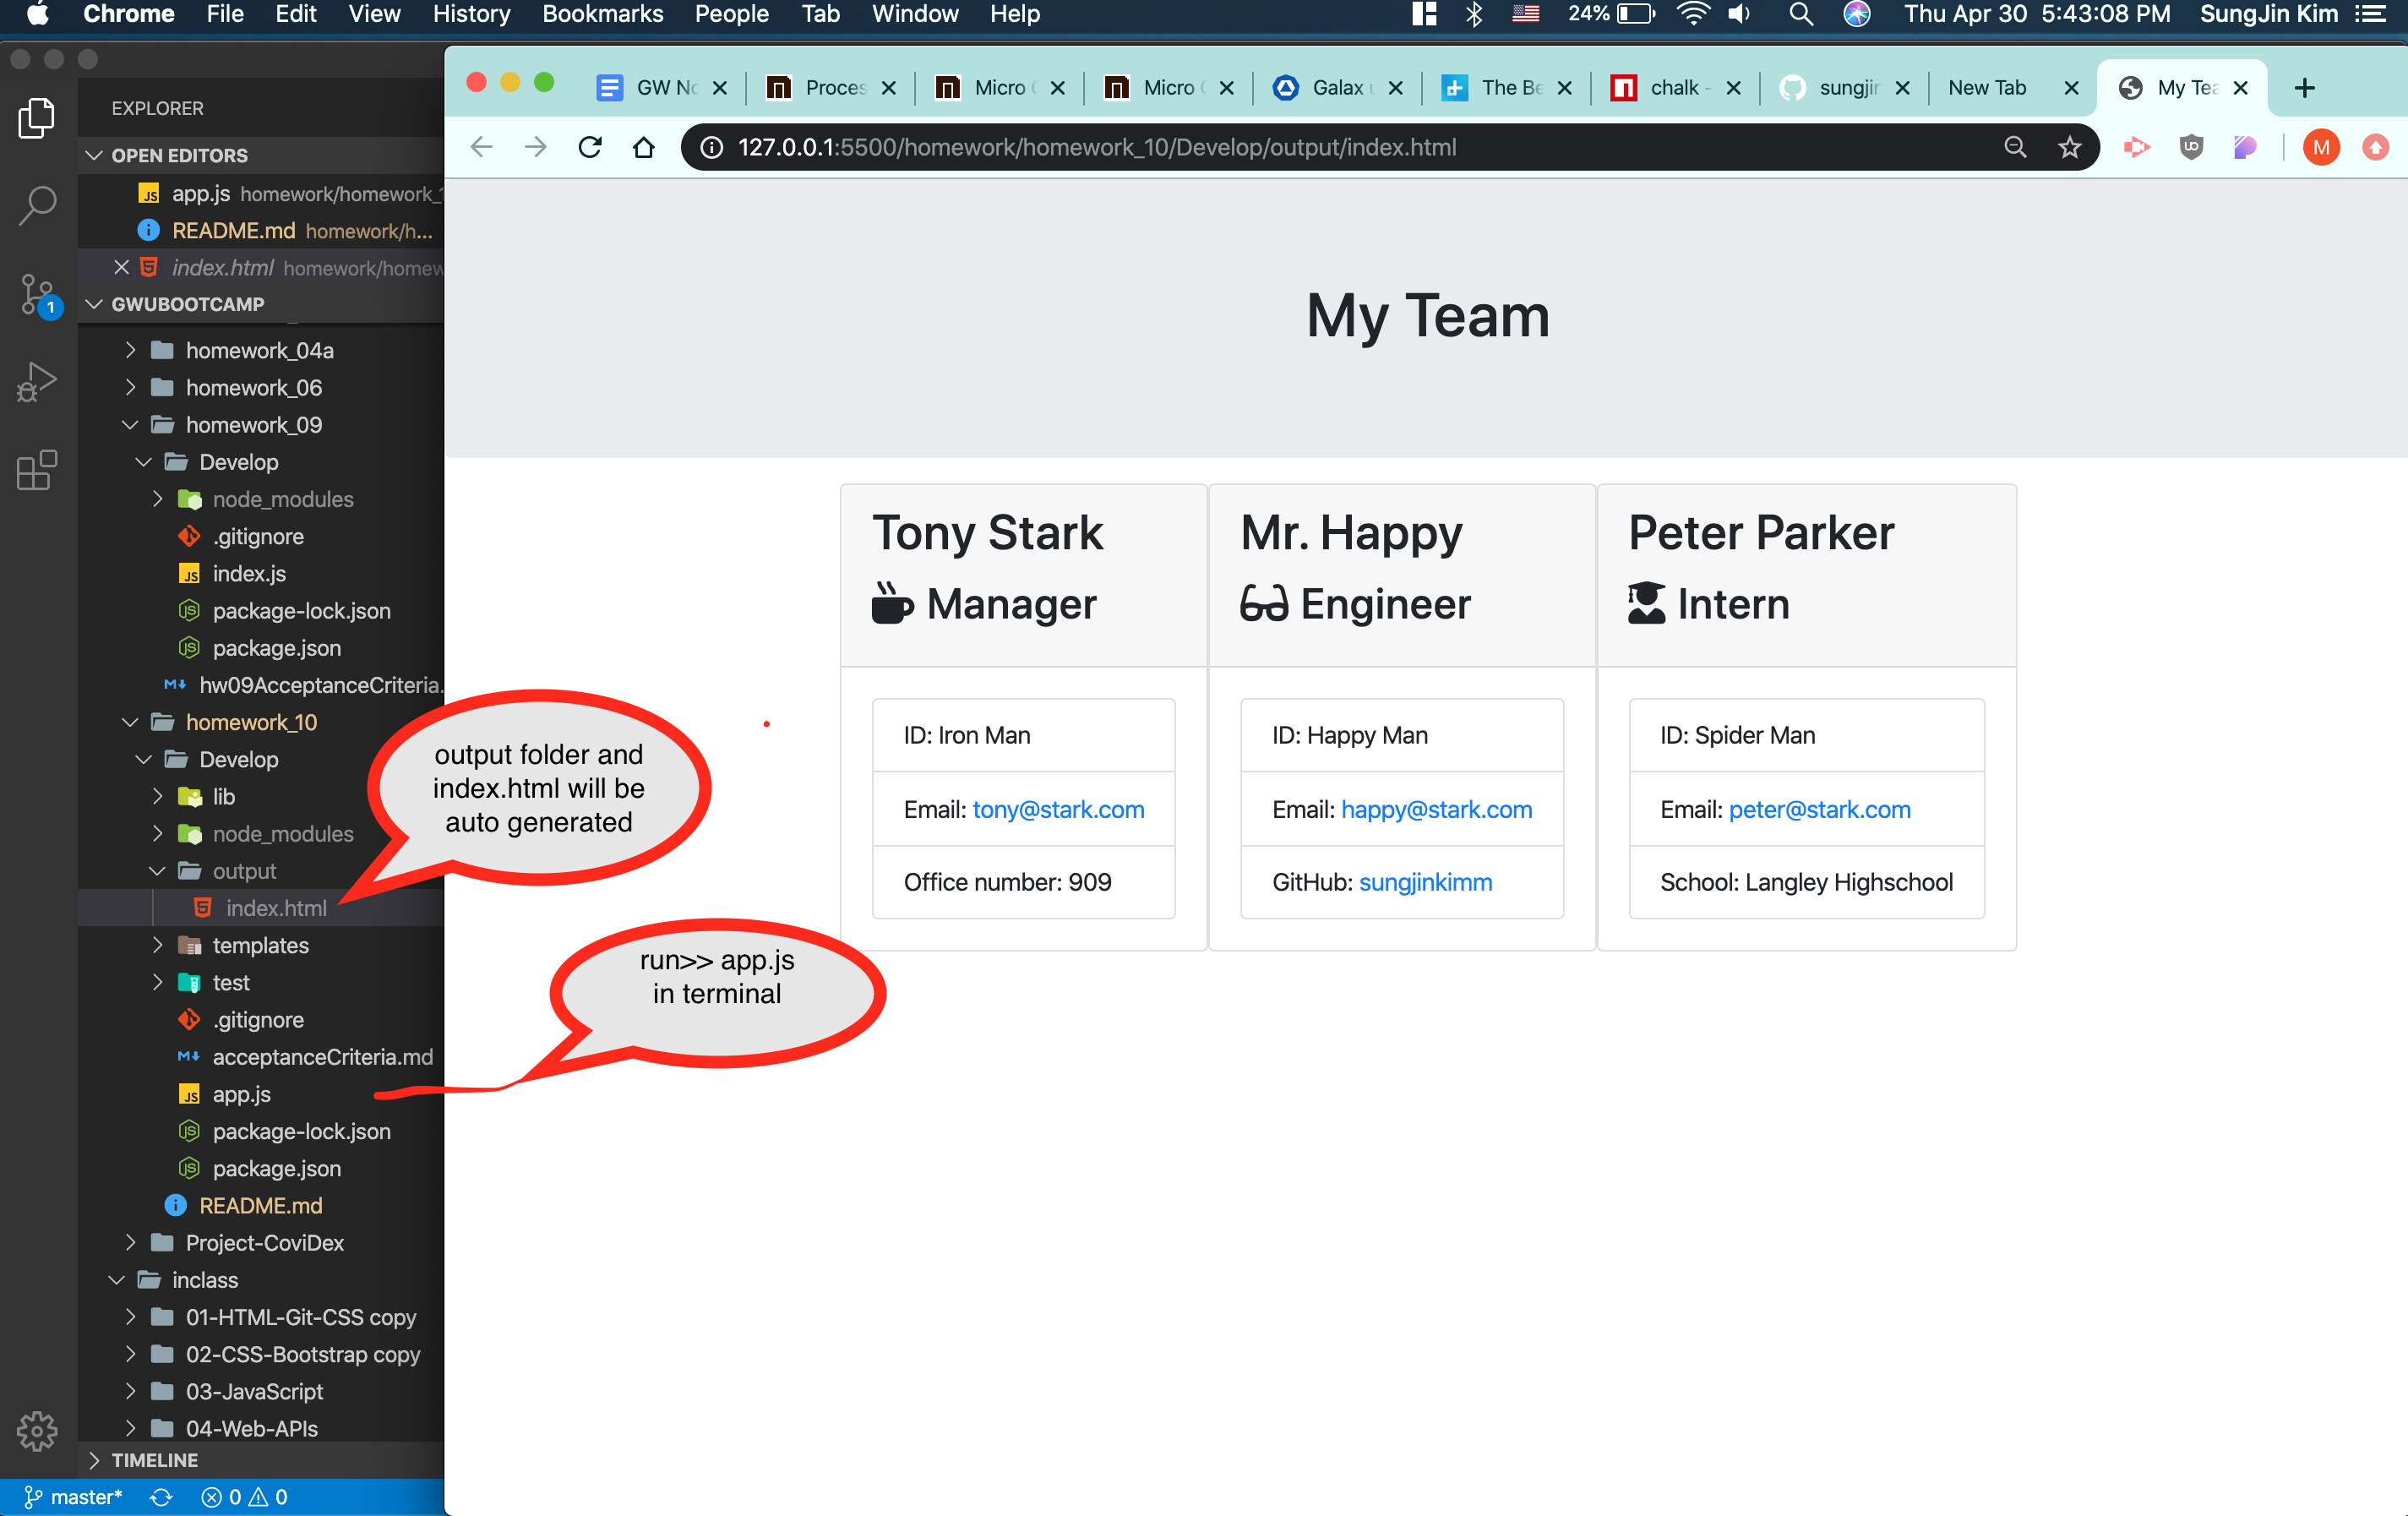 Chrome File Edit View History Bookmarks People Tab Window Help 24% Thu Apr 30 5:43:08 PM SungJin Kim
GW No Proces Micro Micro Galax The Be chalk - sungjin New Tab My Tea
127.0.0.1:5500/homework/homework_10/Develop/output/index.html
M
EXPLORER
OPEN EDITORS
app.js homework/homework_1
README.md homework/h...
index.html homework/homew
1
GWUBOOTCAMP
homework_04a
homework_06
homework_09
Develop
node_modules
.gitignore
index.js
package-lock.json
package.json
hw09AcceptanceCriteria.
homework_10
Develop
lib
node_modules
output
index.html
templates
test
.gitignore
acceptanceCriteria.md
app.js
package-lock.json
package.json
README.md
Project-CoviDex
inclass
01-HTML-Git-CSS copy
02-CSS-Bootstrap copy
03-JavaScript
04-Web-APIs
TIMELINE
master* 0 0
output folder and
index.html will be
auto generated
run>> app.js
in terminal
My Team
Tony Stark
Manager
ID: Iron Man
Email: tony@stark.com
Office number: 909
Mr. Happy
Engineer
ID: Happy Man
Email: happy@stark.com
GitHub: sungjinkimm
Peter Parker
Intern
ID: Spider Man
Email: peter@stark.com
School: Langley Highschool